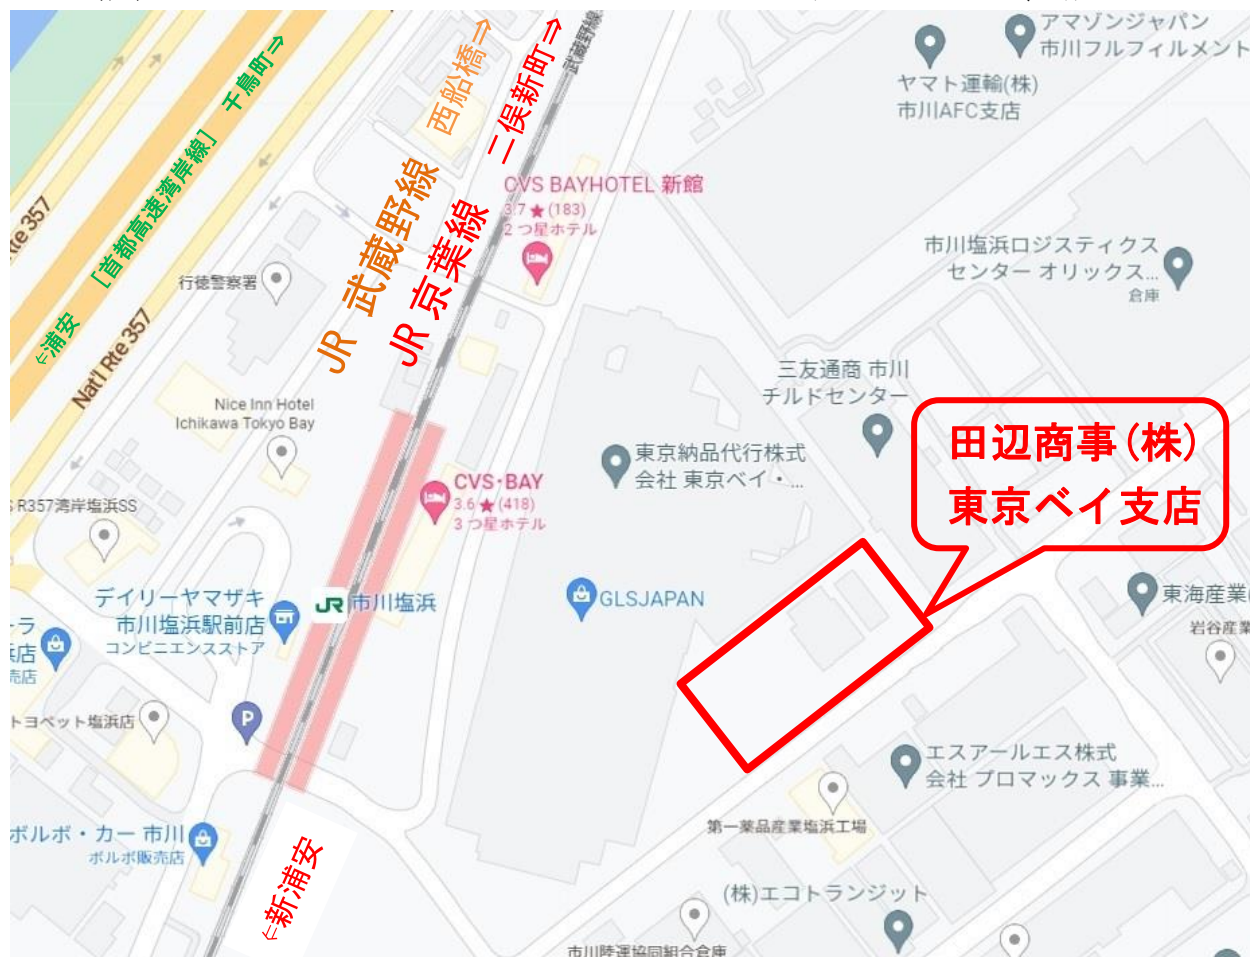 アマゾンジャパン
市川フルフィルメント
ヤマト運輸(株)
市川AFC支店
武蔵野線
千鳥町⇒
[首都高速湾岸線]
⇐浦安
西船橋⇒
JR 武蔵野線
二俣新町⇒
JR 京葉線
CVS BAYHOTEL 新館
3.7★(183)
2つ星ホテル
Nat'l Rte 357
行徳警察署
市川塩浜ロジスティクス
センター オリックス...
倉庫
三友通商 市川
チルドセンター
Nice Inn Hotel
Ichikawa Tokyo Bay
東京納品代行株式
会社 東京ベイ・...
田辺商事(株)
東京ベイ支店
CVS・BAY
3.6★(418)
3つ星ホテル
R357湾岸塩浜SS
デイリーヤマザキ
市川塩浜駅前店
コンビニエンスストア
JR 市川塩浜
GLSJAPAN
東海産業
岩谷産業
トヨペット塩浜店
P
エスアールエス株式
会社 プロマックス 事業...
第一薬品産業塩浜工場
ボルボ・カー 市川
ボルボ販売店
⇐新浦安
(株)エコトランジット
市川陸運協同組合倉庫